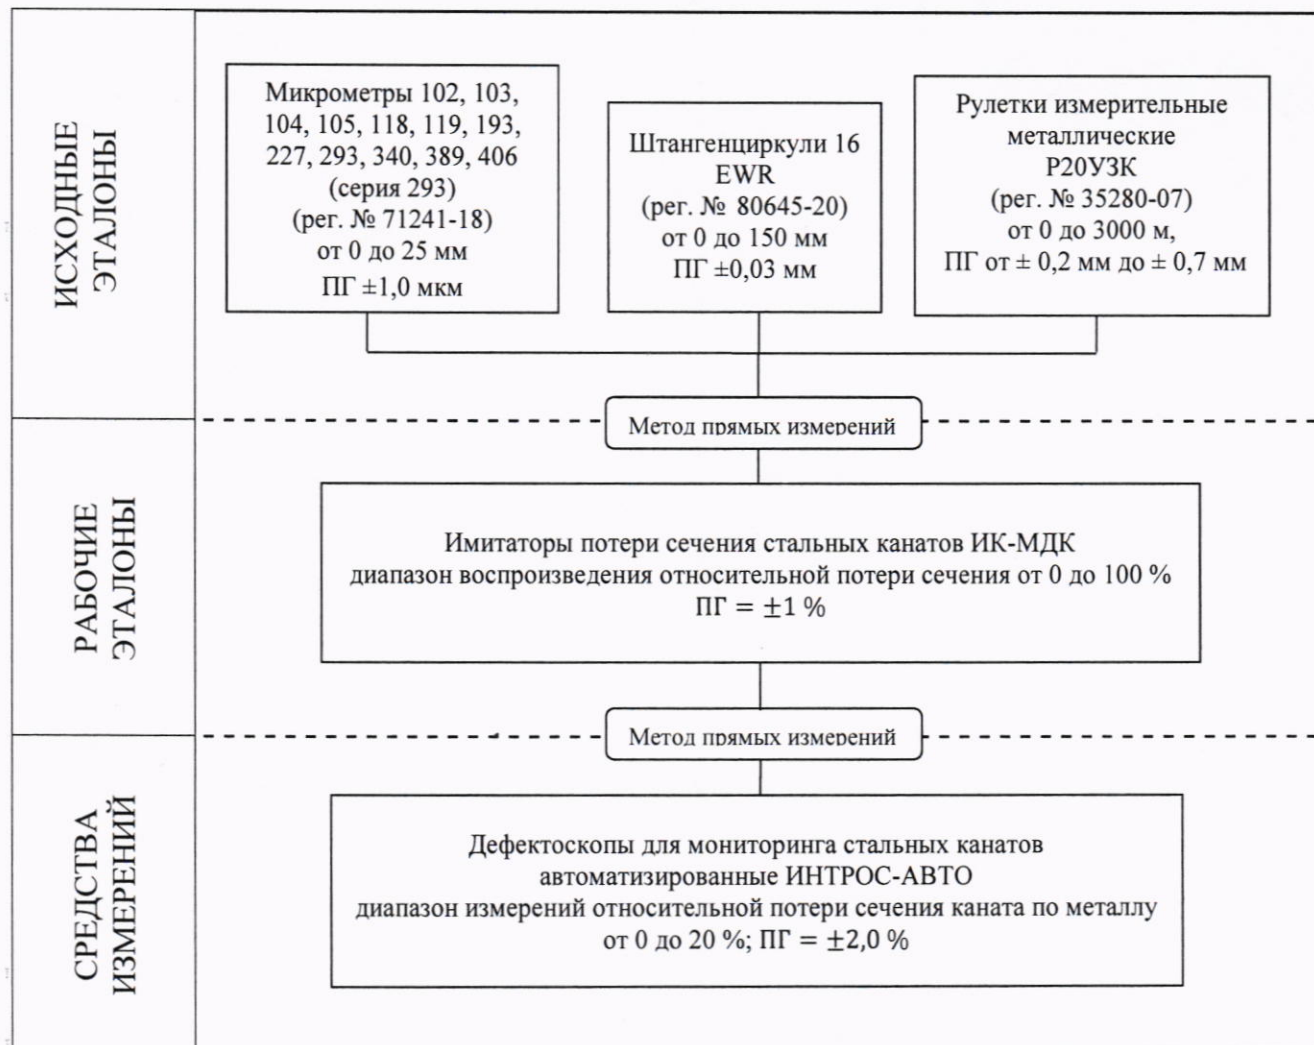 ИСХОДНЫЕ
ЭТАЛОНЫ
Микрометры 102, 103,
104, 105, 118, 119, 193,
227, 293, 340, 389, 406
(серия 293)
(рег. № 71241-18)
от 0 до 25 мм
ПГ ±1,0 мкм
Штангенциркули 16
EWR
(рег. № 80645-20)
от 0 до 150 мм
ПГ ±0,03 мм
Рулетки измерительные
металлические
Р20УЗК
(рег. № 35280-07)
от 0 до 3000 м,
ПГ от ± 0,2 мм до ± 0,7 мм
Метод прямых измерений
РАБОЧИЕ
ЭТАЛОНЫ
Имитаторы потери сечения стальных канатов ИК-МДК
диапазон воспроизведения относительной потери сечения от 0 до 100 %
ПГ = ±1 %
Метод прямых измерений
СРЕДСТВА
ИЗМЕРЕНИЙ
Дефектоскопы для мониторинга стальных канатов
автоматизированные ИНТРОС-АВТО
диапазон измерений относительной потери сечения каната по металлу
от 0 до 20 %; ПГ = ±2,0 %